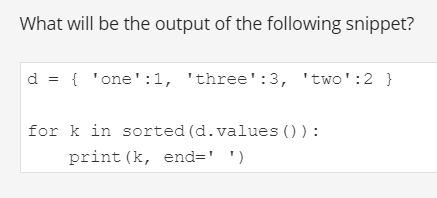 What will be the output of the following snippet?
d = { 'one':1, 'three':3, 'two':2 }
for k in sorted(d.values()):
    print(k, end=' ')